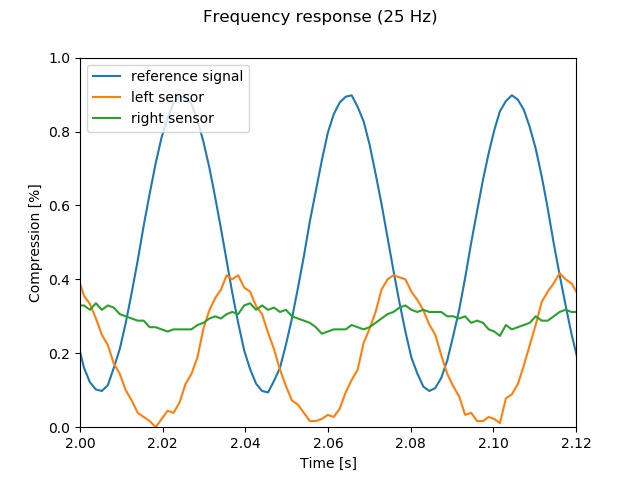 Frequency response (25 Hz)
1.0
reference signal
left sensor
right sensor
0.8
0.6
Compression [%]
0.4
0.2
0.0
2.00 2.02 2.04 2.06 2.08 2.10 2.12
Time [s]